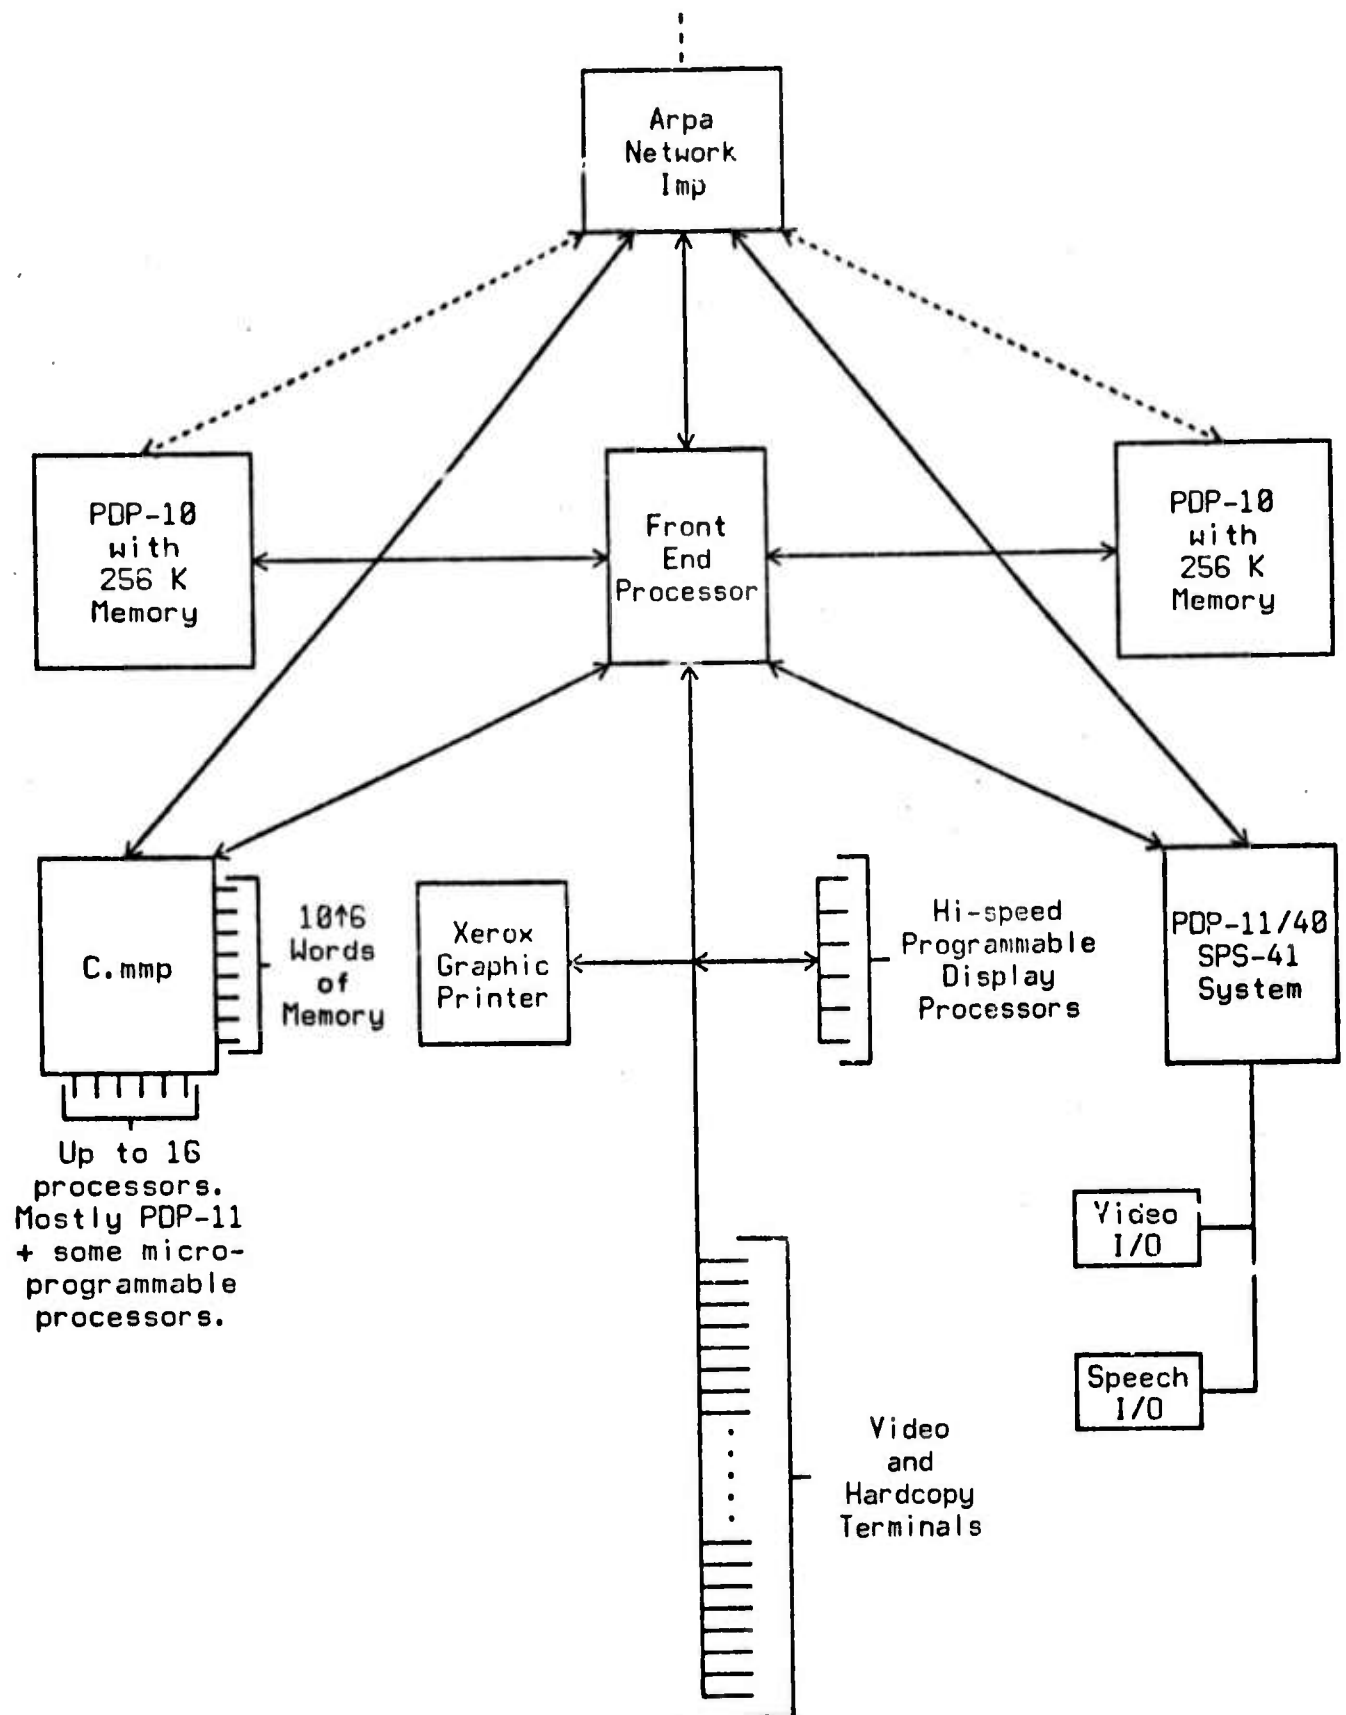 Arpa
Network
Imp
PDP-10
with
256 K
Memory
Front
End
Processor
PDP-10
with
256 K
Memory
C.mmp
10↑6
Words
of
Memory
Xerox
Graphic
Printer
Hi-speed
Programmable
Display
Processors
PDP-11/40
SPS-41
System
Up to 16
processors.
Mostly PDP-11
+ some micro-
programmable
processors.
Video
I/O
Speech
I/O
Video
and
Hardcopy
Terminals